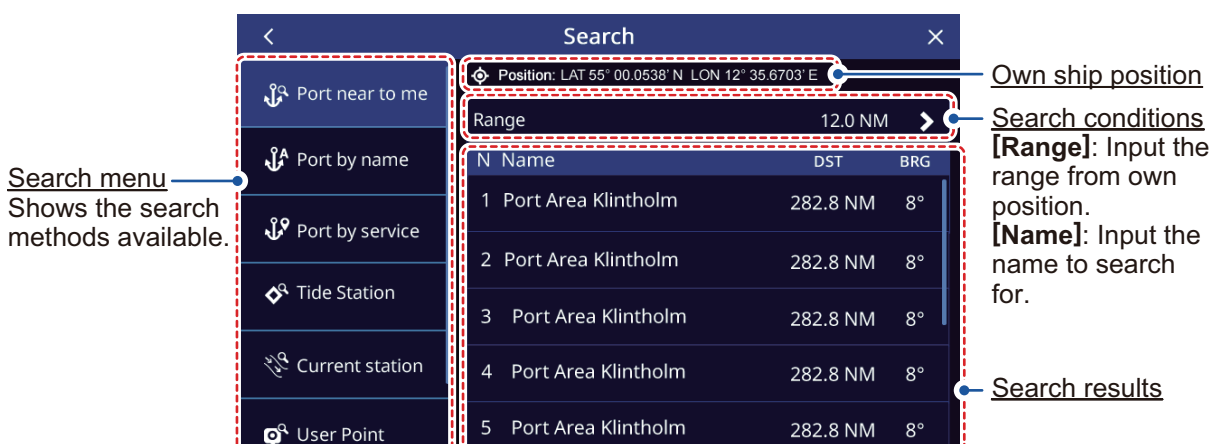 Search
Port near to me
Port by name
Port by service
Tide Station
Current station
User Point
Position: LAT 55° 00.0538' N LON 12° 35.6703' E
Range 12.0 NM
N Name DST BRG
1 Port Area Klintholm 282.8 NM 8°
2 Port Area Klintholm 282.8 NM 8°
3 Port Area Klintholm 282.8 NM 8°
4 Port Area Klintholm 282.8 NM 8°
5 Port Area Klintholm 282.8 NM 8°
Search menu
Shows the search
methods available.
Own ship position
Search conditions
[Range]: Input the
range from own
position.
[Name]: Input the
name to search
for.
Search results